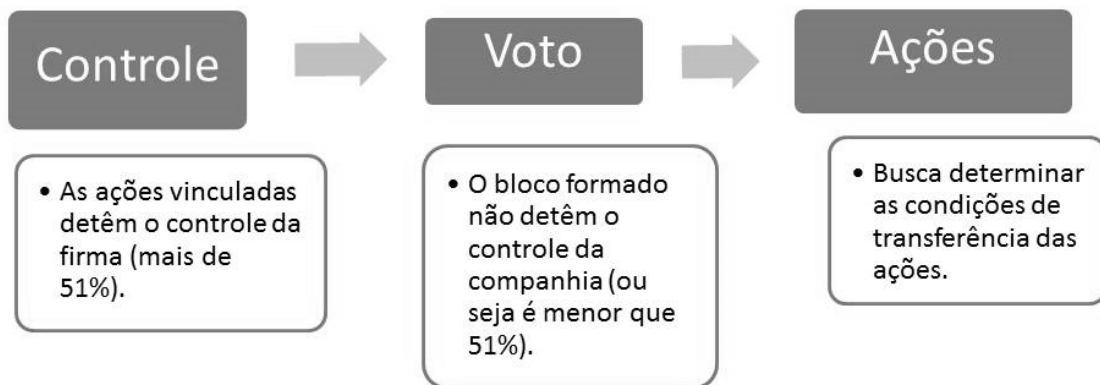 Controle
Voto
Ações
• As ações vinculadas
detêm o controle da
firma (mais de
51%).
• O bloco formado
não detêm o
controle da
companhia (ou
seja é menor que
51%).
• Busca determinar
as condições de
transferência das
ações.